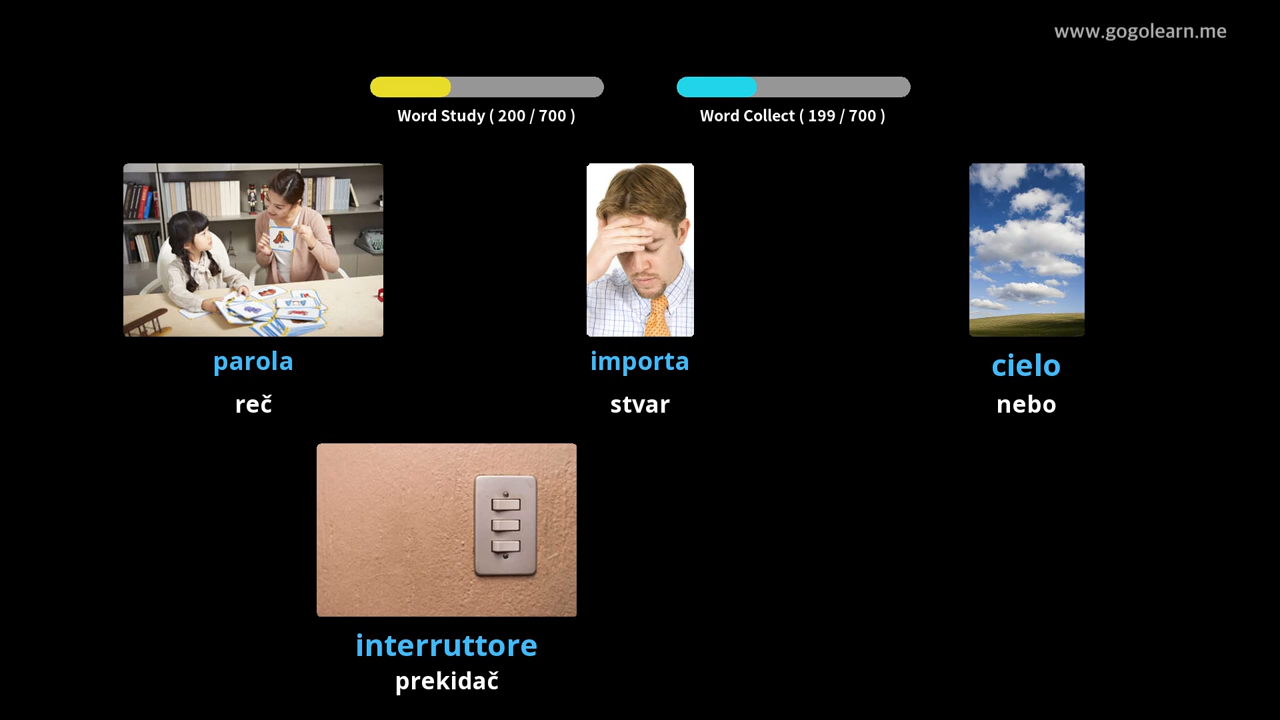 www.gogolearn.me
Word Study ( 200 / 700 )
Word Collect ( 199 / 700 )
parola
importa
cielo
reč
stvar
nebo
interruttore
prekidač